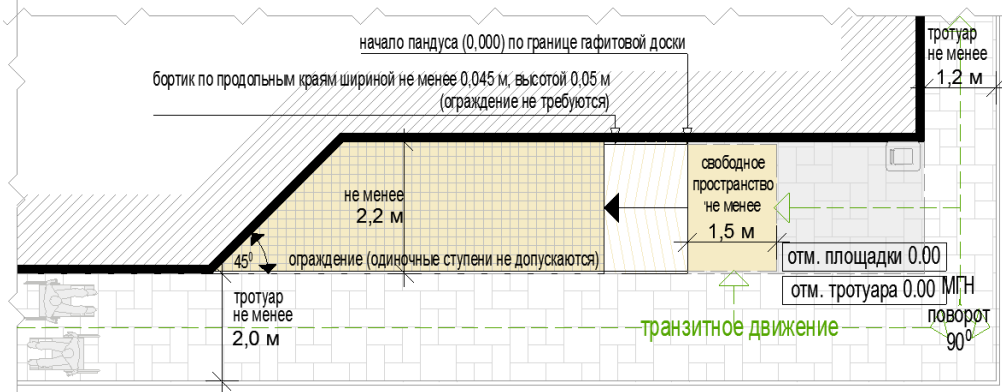 начало пандуса (0,000) по границе гафитовой доски
тротуар
не менее
1,2 м
бортик по продольным краям шириной не менее 0,045 м, высотой 0,05 м
(ограждение не требуются)
свободное
пространство
не менее
1,5 м
не менее
2,2 м
45⁰
ограждение (одиночные ступени не допускаются)
отм. площадки 0.00
отм. тротуара 0.00
МГН
поворот
90⁰
тротуар
не менее
2,0 м
транзитное движение